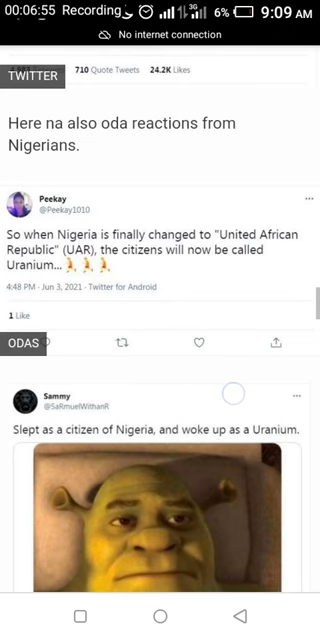 00:06:55 Recording 3G 6% 9:09 AM
No internet connection
TWITTER
710 Quote Tweets 24.2K Likes
Here na also oda reactions from
Nigerians.
Peekay
@Peekay1010
So when Nigeria is finally changed to "United African
Republic" (UAR), the citizens will now be called
Uranium...
4:48 PM · Jun 3, 2021 · Twitter for Android
1 Like
ODAS
Sammy
@SaRmuelWithanR
Slept as a citizen of Nigeria, and woke up as a Uranium.